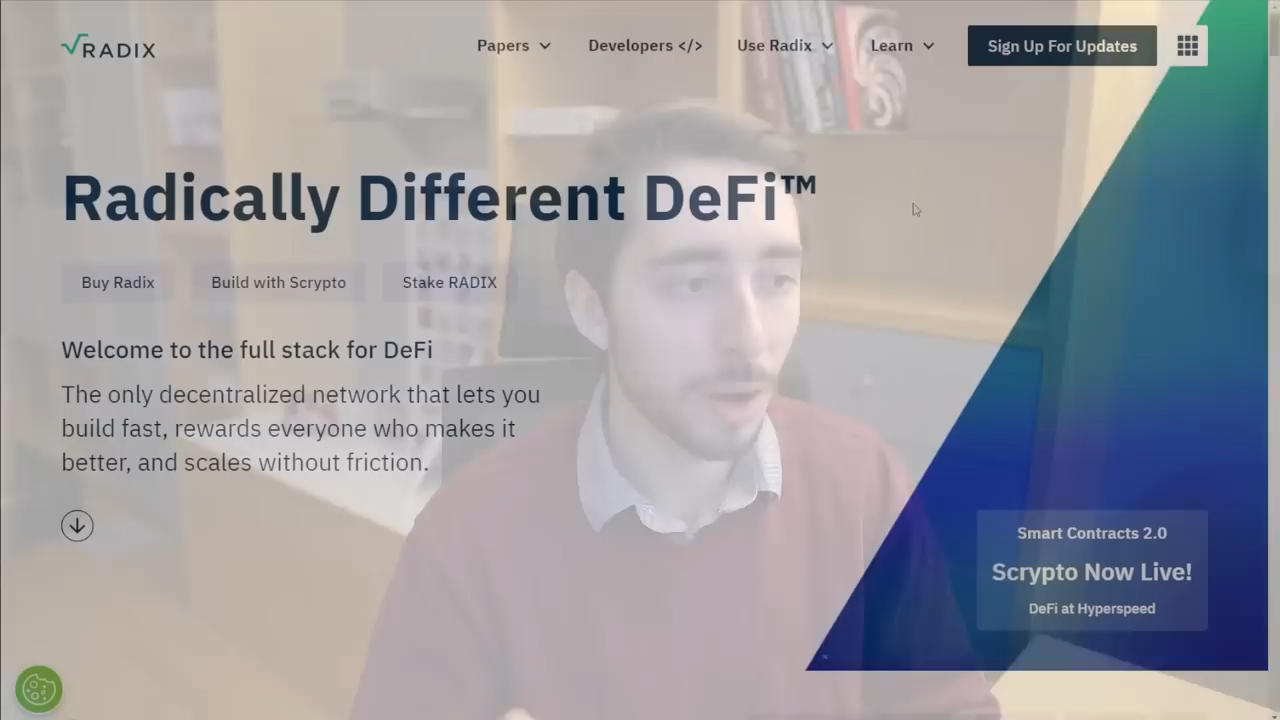 RADIX
Papers
Developers </>
Use Radix
Learn
Sign Up For Updates
Radically Different DeFi™
Buy Radix
Build with Scrypto
Stake RADIX
Welcome to the full stack for DeFi
The only decentralized network that lets you
build fast, rewards everyone who makes it
better, and scales without friction.
Smart Contracts 2.0
Scrypto Now Live!
DeFi at Hyperspeed